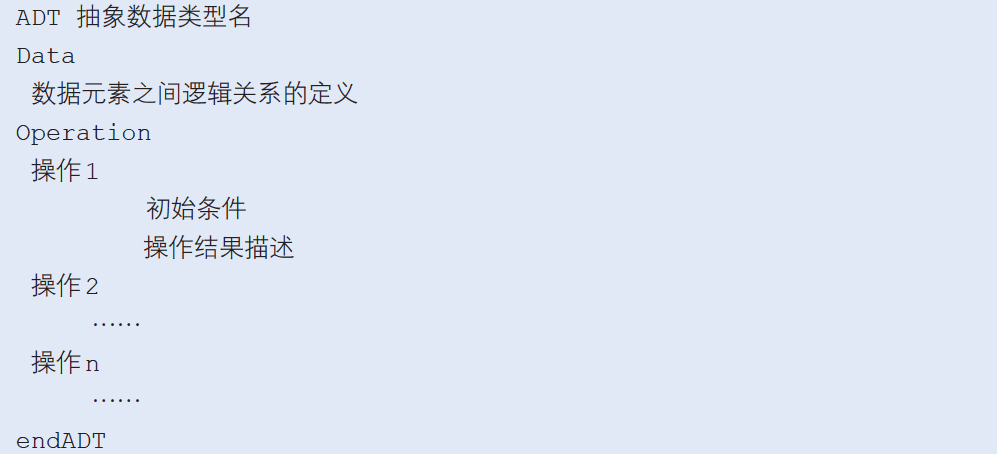 ADT 抽象数据类型名
Data
数据元素之间逻辑关系的定义
Operation
操作1
初始条件
操作结果描述
操作2
……
操作n
……
endADT